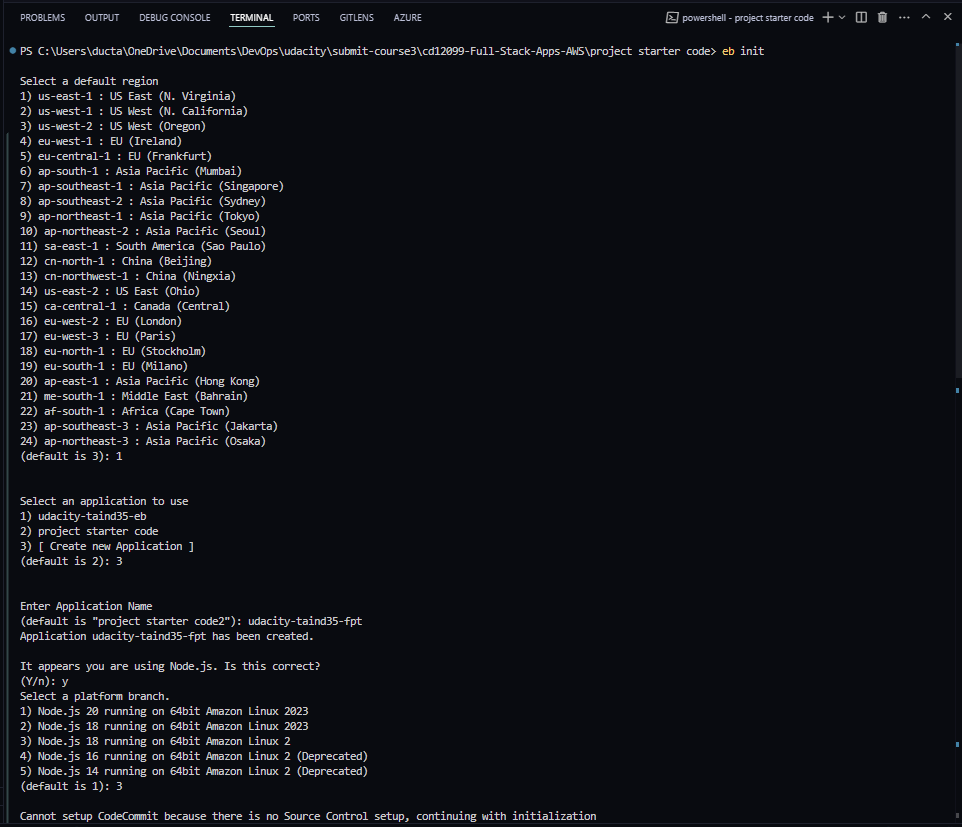 PROBLEMS OUTPUT DEBUG CONSOLE TERMINAL PORTS GITLENS AZURE powershell - project starter code
PS C:\Users\ducta\OneDrive\Documents\DevOps\udacity\submit-course3\cd12099-Full-Stack-Apps-AWS\project starter code> eb init
Select a default region
1) us-east-1 : US East (N. Virginia)
2) us-west-1 : US West (N. California)
3) us-west-2 : US West (Oregon)
4) eu-west-1 : EU (Ireland)
5) eu-central-1 : EU (Frankfurt)
6) ap-south-1 : Asia Pacific (Mumbai)
7) ap-southeast-1 : Asia Pacific (Singapore)
8) ap-southeast-2 : Asia Pacific (Sydney)
9) ap-northeast-1 : Asia Pacific (Tokyo)
10) ap-northeast-2 : Asia Pacific (Seoul)
11) sa-east-1 : South America (Sao Paulo)
12) cn-north-1 : China (Beijing)
13) cn-northwest-1 : China (Ningxia)
14) us-east-2 : US East (Ohio)
15) ca-central-1 : Canada (Central)
16) eu-west-2 : EU (London)
17) eu-west-3 : EU (Paris)
18) eu-north-1 : EU (Stockholm)
19) eu-south-1 : EU (Milano)
20) ap-east-1 : Asia Pacific (Hong Kong)
21) me-south-1 : Middle East (Bahrain)
22) af-south-1 : Africa (Cape Town)
23) ap-southeast-3 : Asia Pacific (Jakarta)
24) ap-northeast-3 : Asia Pacific (Osaka)
(default is 3): 1
Select an application to use
1) udacity-taind35-eb
2) project starter code
3) [ Create new Application ]
(default is 2): 3
Enter Application Name
(default is "project starter code2"): udacity-taind35-fpt
Application udacity-taind35-fpt has been created.
It appears you are using Node.js. Is this correct?
(Y/n): y
Select a platform branch.
1) Node.js 20 running on 64bit Amazon Linux 2023
2) Node.js 18 running on 64bit Amazon Linux 2023
3) Node.js 18 running on 64bit Amazon Linux 2
4) Node.js 16 running on 64bit Amazon Linux 2 (Deprecated)
5) Node.js 14 running on 64bit Amazon Linux 2 (Deprecated)
(default is 1): 3
Cannot setup CodeCommit because there is no Source Control setup, continuing with initialization